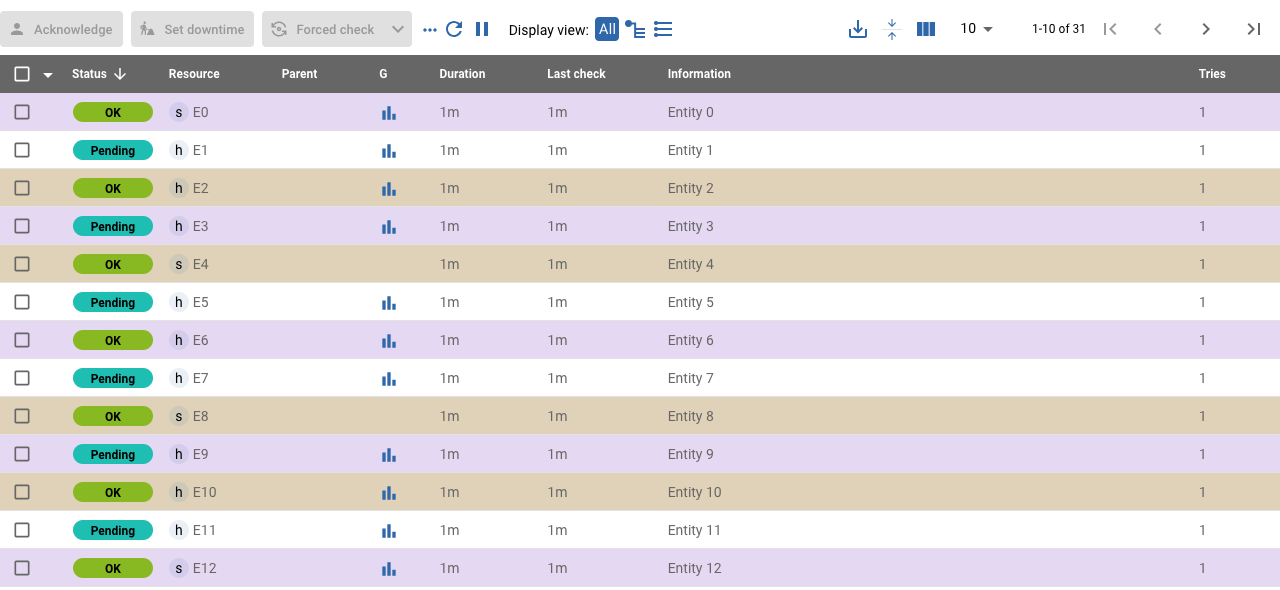 Acknowledge Set downtime Forced check Display view: All 10 1-10 of 31
Status Resource Parent G Duration Last check Information Tries
OK s E0 1m 1m Entity 0 1
Pending h E1 1m 1m Entity 1 1
OK h E2 1m 1m Entity 2 1
Pending h E3 1m 1m Entity 3 1
OK s E4 1m 1m Entity 4 1
Pending h E5 1m 1m Entity 5 1
OK h E6 1m 1m Entity 6 1
Pending h E7 1m 1m Entity 7 1
OK s E8 1m 1m Entity 8 1
Pending h E9 1m 1m Entity 9 1
OK h E10 1m 1m Entity 10 1
Pending h E11 1m 1m Entity 11 1
OK s E12 1m 1m Entity 12 1